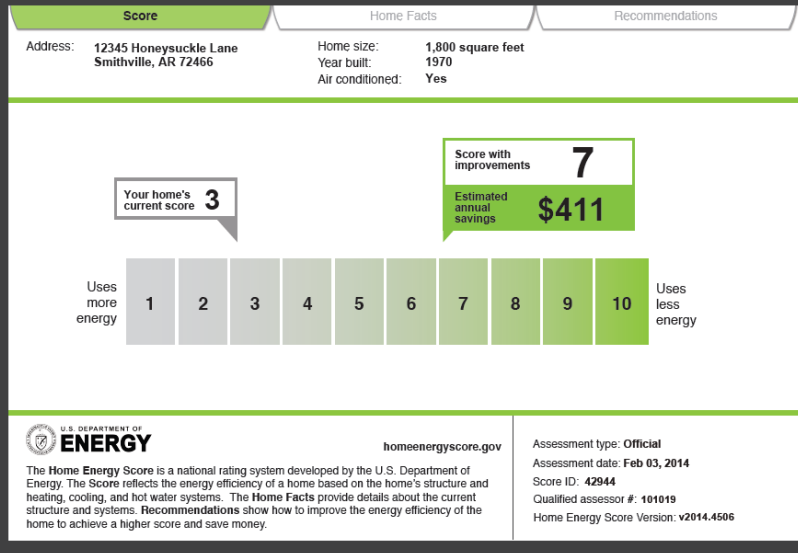 Score
Home Facts
Recommendations
Address: 12345 Honeysuckle Lane
Smithville, AR 72466
Home size: 1,800 square feet
Year built: 1970
Air conditioned: Yes
Score with
improvements 7
Estimated
annual
savings $411
Your home's
current score 3
Uses
more
energy
1 2 3 4 5 6 7 8 9 10
Uses
less
energy
U.S. DEPARTMENT OF
ENERGY
homeenergyscore.gov
The Home Energy Score is a national rating system developed by the U.S. Department of
Energy. The Score reflects the energy efficiency of a home based on the home's structure and
heating, cooling, and hot water systems. The Home Facts provide details about the current
structure and systems. Recommendations show how to improve the energy efficiency of the
home to achieve a higher score and save money.
Assessment type: Official
Assessment date: Feb 03, 2014
Score ID: 42944
Qualified assessor #: 101019
Home Energy Score Version: v2014.4506